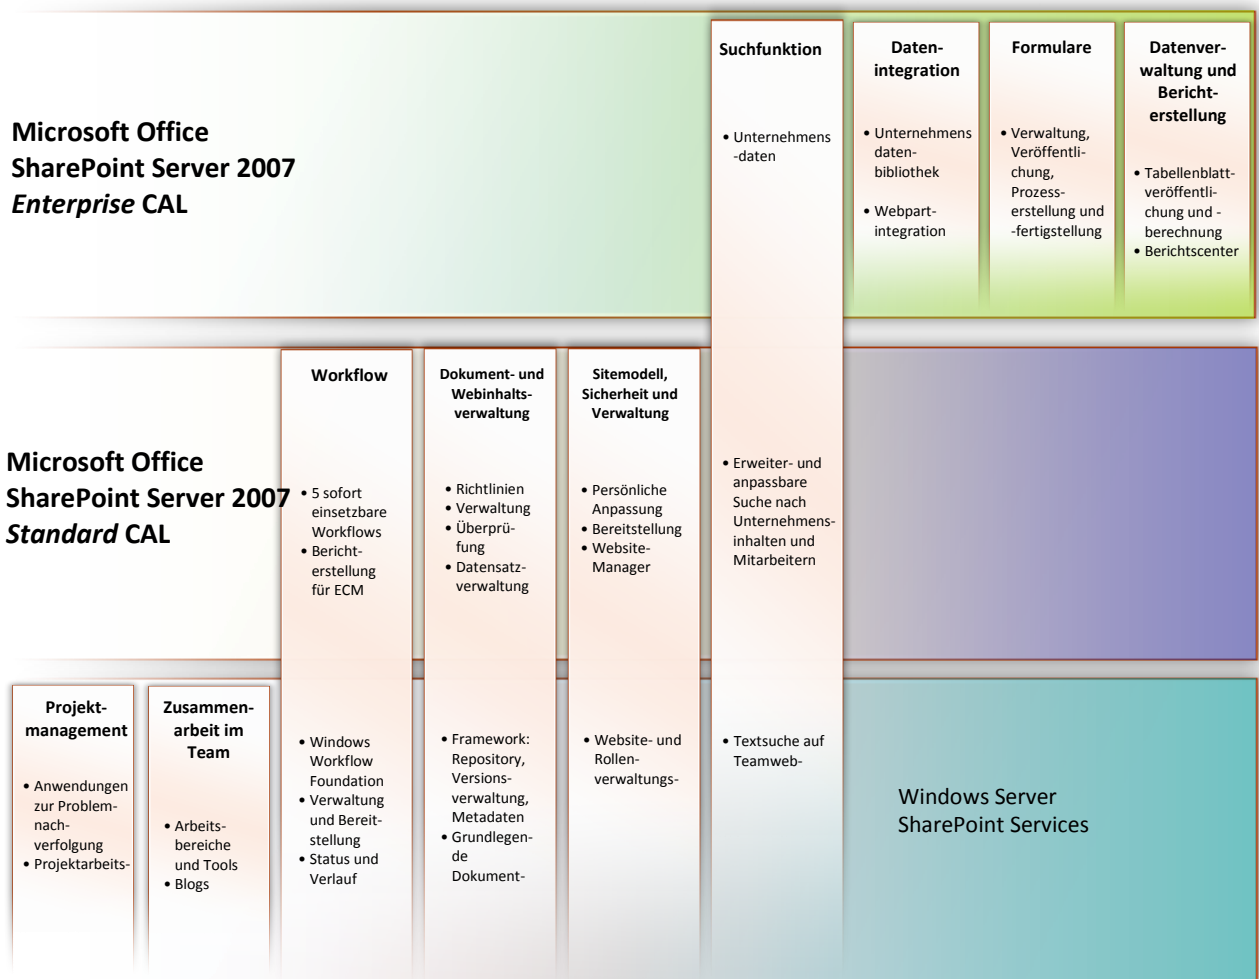 Microsoft Office
SharePoint Server 2007
Enterprise CAL
Suchfunktion
• Unternehmens
-daten
Daten-
integration
• Unternehmens
daten-
bibliothek
• Webpart-
integration
Formulare
• Verwaltung,
Veröffentli-
chung,
Prozess-
erstellung und
-fertigstellung
Datenver-
waltung und
Bericht-
erstellung
• Tabellenblatt-
veröffentli-
chung und -
berechnung
• Berichtscenter
Microsoft Office
SharePoint Server 2007
Standard CAL
Workflow
• 5 sofort
einsetzbare
Workflows
• Bericht-
erstellung
für ECM
Dokument- und
Webinhalts-
verwaltung
• Richtlinien
• Verwaltung
• Überprü-
fung
• Datensatz-
verwaltung
Sitemodell,
Sicherheit und
Verwaltung
• Persönliche
Anpassung
• Bereitstellung
• Website-
Manager
• Erweiter- und
anpassbare
Suche nach
Unternehmens-
inhalten und
Mitarbeitern
Projekt-
management
• Anwendungen
zur Problem-
nach-
verfolgung
• Projektarbeits-
Zusammen-
arbeit im
Team
• Arbeits-
bereiche
und Tools
• Blogs
• Windows
Workflow
Foundation
• Verwaltung
und Bereit-
stellung
• Status und
Verlauf
• Framework:
Repository,
Versions-
verwaltung,
Metadaten
• Grundlegen-
de
Dokument-
• Website- und
Rollen-
verwaltungs-
• Textsuche auf
Teamweb-
Windows Server
SharePoint Services